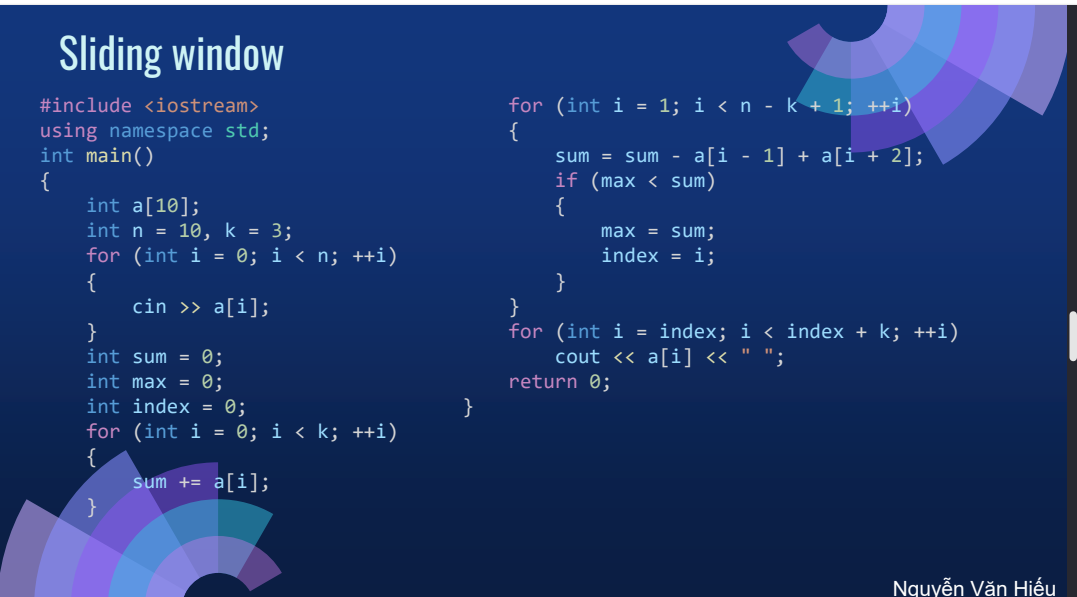 Sliding window
#include <iostream>
using namespace std;
int main()
{
    int a[10];
    int n = 10, k = 3;
    for (int i = 0; i < n; ++i)
    {
        cin >> a[i];
    }
    int sum = 0;
    int max = 0;
    int index = 0;
    for (int i = 0; i < k; ++i)
    {
        sum += a[i];
    }
    for (int i = 1; i < n - k + 1; ++i)
    {
        sum = sum - a[i - 1] + a[i + 2];
        if (max < sum)
        {
            max = sum;
            index = i;
        }
    }
    for (int i = index; i < index + k; ++i)
        cout << a[i] << " ";
    return 0;
}
Nguyễn Văn Hiếu